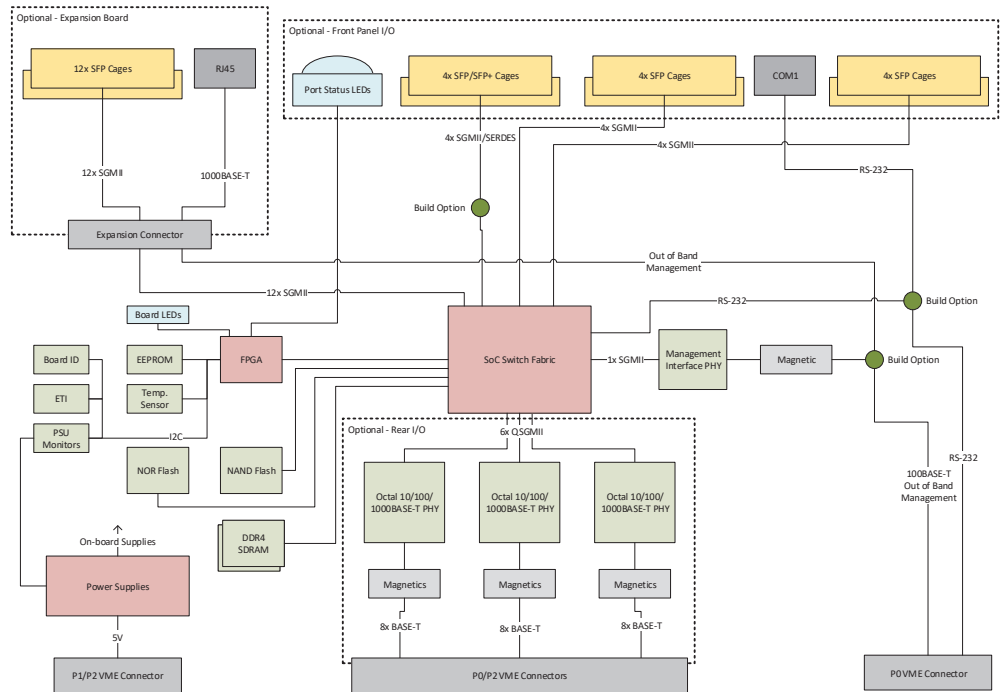 Optional - Expansion Board
12x SFP Cages
RJ45
12x SGMII
1000BASE-T
Expansion Connector
Optional - Front Panel I/O
Port Status LEDs
4x SFP/SFP+ Cages
4x SFP Cages
COM1
4x SFP Cages
4x SGMII/SERDES
4x SGMII
4x SGMII
RS-232
Build Option
Out of Band
Management
12x SGMII
RS-232
Build Option
Board LEDs
Board ID
EEPROM
FPGA
SoC Switch Fabric
1x SGMII
Management
Interface PHY
Magnetic
Build Option
ETI
Temp.
Sensor
PSU
Monitors
I2C
NOR Flash
NAND Flash
Optional - Rear I/O
6x QSGMII
Octal 10/100/
1000BASE-T PHY
Octal 10/100/
1000BASE-T PHY
Octal 10/100/
1000BASE-T PHY
100BASE-T
Out of Band
Management
RS-232
On-board Supplies
DDR4
SDRAM
Power Supplies
Magnetics
Magnetics
Magnetics
5V
8x BASE-T
8x BASE-T
8x BASE-T
P1/P2 VME Connector
P0/P2 VME Connectors
P0 VME Connector